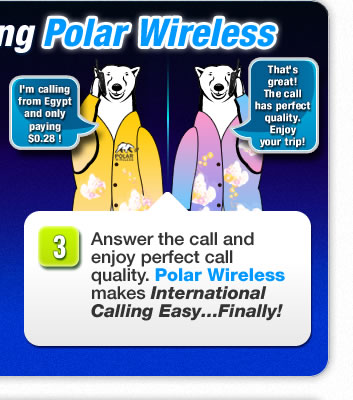 ng Polar Wireless
I'm calling
from Egypt
and only
paying
$0.28 !
That's
great!
The call
has perfect
quality.
Enjoy
your trip!
POLAR
3
Answer the call and
enjoy perfect call
quality. Polar Wireless
makes International
Calling Easy...Finally!